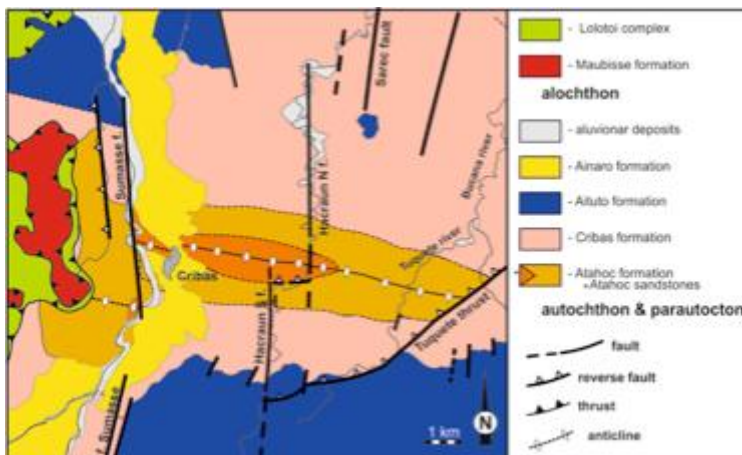 Sarec fault
Sumasse f.
Hacraun N f.
Bucana river
Tuquete river
Cribas
Hacraun S f.
Tuquete thrust
f. Sumasse
1 km
N
- Lolotoi complex
- Maubisse formation
alochthon
- aluvionar deposits
- Ainaro formation
- Aituto formation
- Cribas formation
- Atahoc formation
Atahoc sandstones
autochthon & parautocton
fault
reverse fault
thrust
anticline